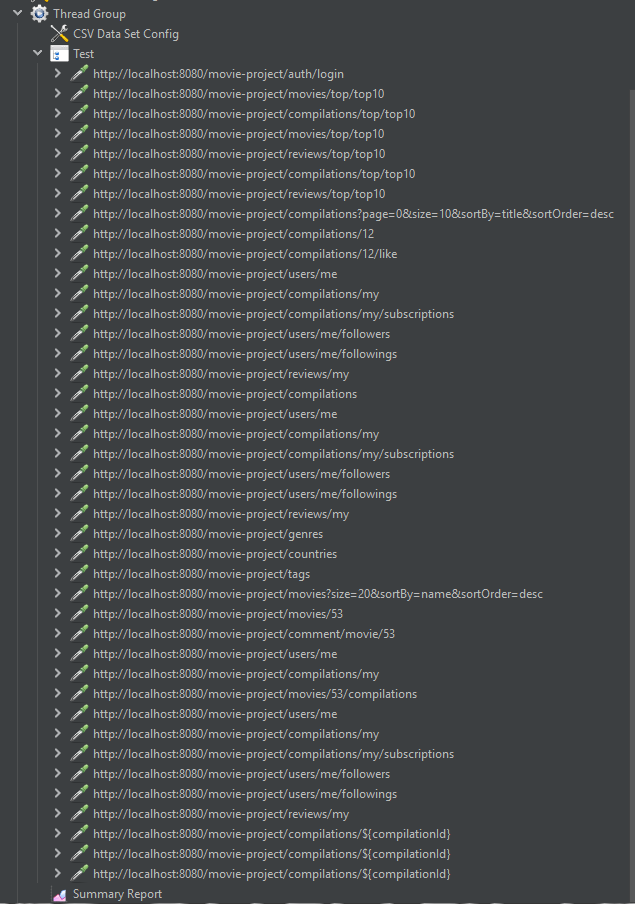 Thread Group
CSV Data Set Config
Test
http://localhost:8080/movie-project/auth/login
http://localhost:8080/movie-project/movies/top/top10
http://localhost:8080/movie-project/compilations/top/top10
http://localhost:8080/movie-project/movies/top/top10
http://localhost:8080/movie-project/reviews/top/top10
http://localhost:8080/movie-project/compilations/top/top10
http://localhost:8080/movie-project/reviews/top/top10
http://localhost:8080/movie-project/compilations?page=0&size=10&sortBy=title&sortOrder=desc
http://localhost:8080/movie-project/compilations/12
http://localhost:8080/movie-project/compilations/12/like
http://localhost:8080/movie-project/users/me
http://localhost:8080/movie-project/compilations/my
http://localhost:8080/movie-project/compilations/my/subscriptions
http://localhost:8080/movie-project/users/me/followers
http://localhost:8080/movie-project/users/me/followings
http://localhost:8080/movie-project/reviews/my
http://localhost:8080/movie-project/compilations
http://localhost:8080/movie-project/users/me
http://localhost:8080/movie-project/compilations/my
http://localhost:8080/movie-project/compilations/my/subscriptions
http://localhost:8080/movie-project/users/me/followers
http://localhost:8080/movie-project/users/me/followings
http://localhost:8080/movie-project/reviews/my
http://localhost:8080/movie-project/genres
http://localhost:8080/movie-project/countries
http://localhost:8080/movie-project/tags
http://localhost:8080/movie-project/movies?size=20&sortBy=name&sortOrder=desc
http://localhost:8080/movie-project/movies/53
http://localhost:8080/movie-project/comment/movie/53
http://localhost:8080/movie-project/users/me
http://localhost:8080/movie-project/compilations/my
http://localhost:8080/movie-project/movies/53/compilations
http://localhost:8080/movie-project/users/me
http://localhost:8080/movie-project/compilations/my
http://localhost:8080/movie-project/compilations/my/subscriptions
http://localhost:8080/movie-project/users/me/followers
http://localhost:8080/movie-project/users/me/followings
http://localhost:8080/movie-project/reviews/my
http://localhost:8080/movie-project/compilations/${compilationId}
http://localhost:8080/movie-project/compilations/${compilationId}
http://localhost:8080/movie-project/compilations/${compilationId}
Summary Report